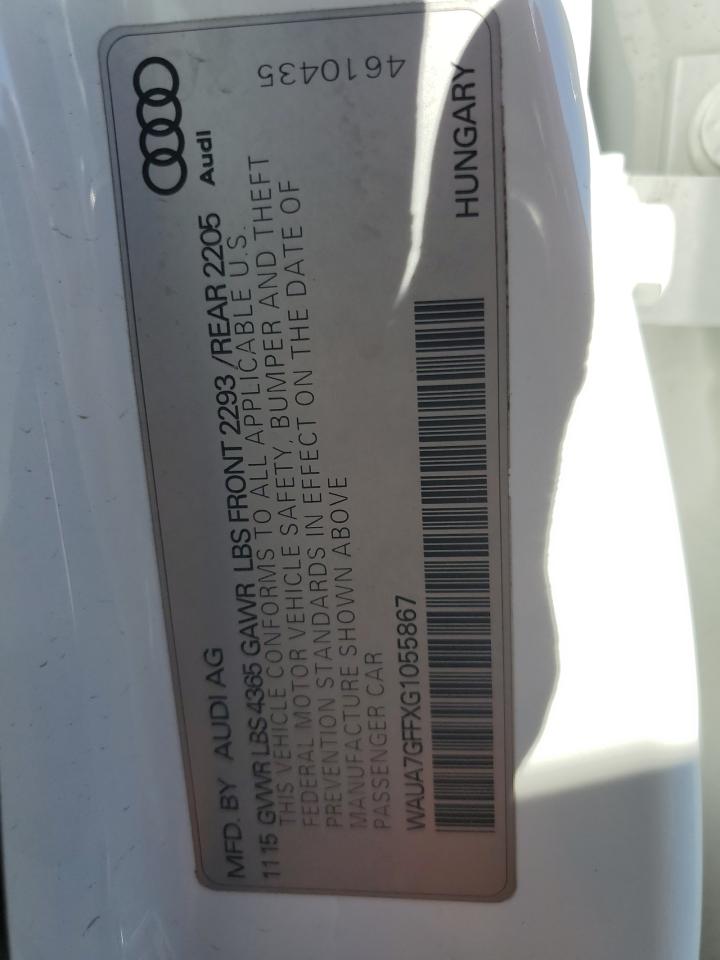 MFD. BY AUDI AG
1115 GVWR LBS 4365 GAWR LBS FRONT 2293 /REAR 2205
THIS VEHICLE CONFORMS TO ALL APPLICABLE U.S.
FEDERAL MOTOR VEHICLE SAFETY, BUMPER AND THEFT
PREVENTION STANDARDS IN EFFECT ON THE DATE OF
MANUFACTURE SHOWN ABOVE
PASSENGER CAR
WAUA7GFFXG1055867
HUNGARY
Audi
4610435